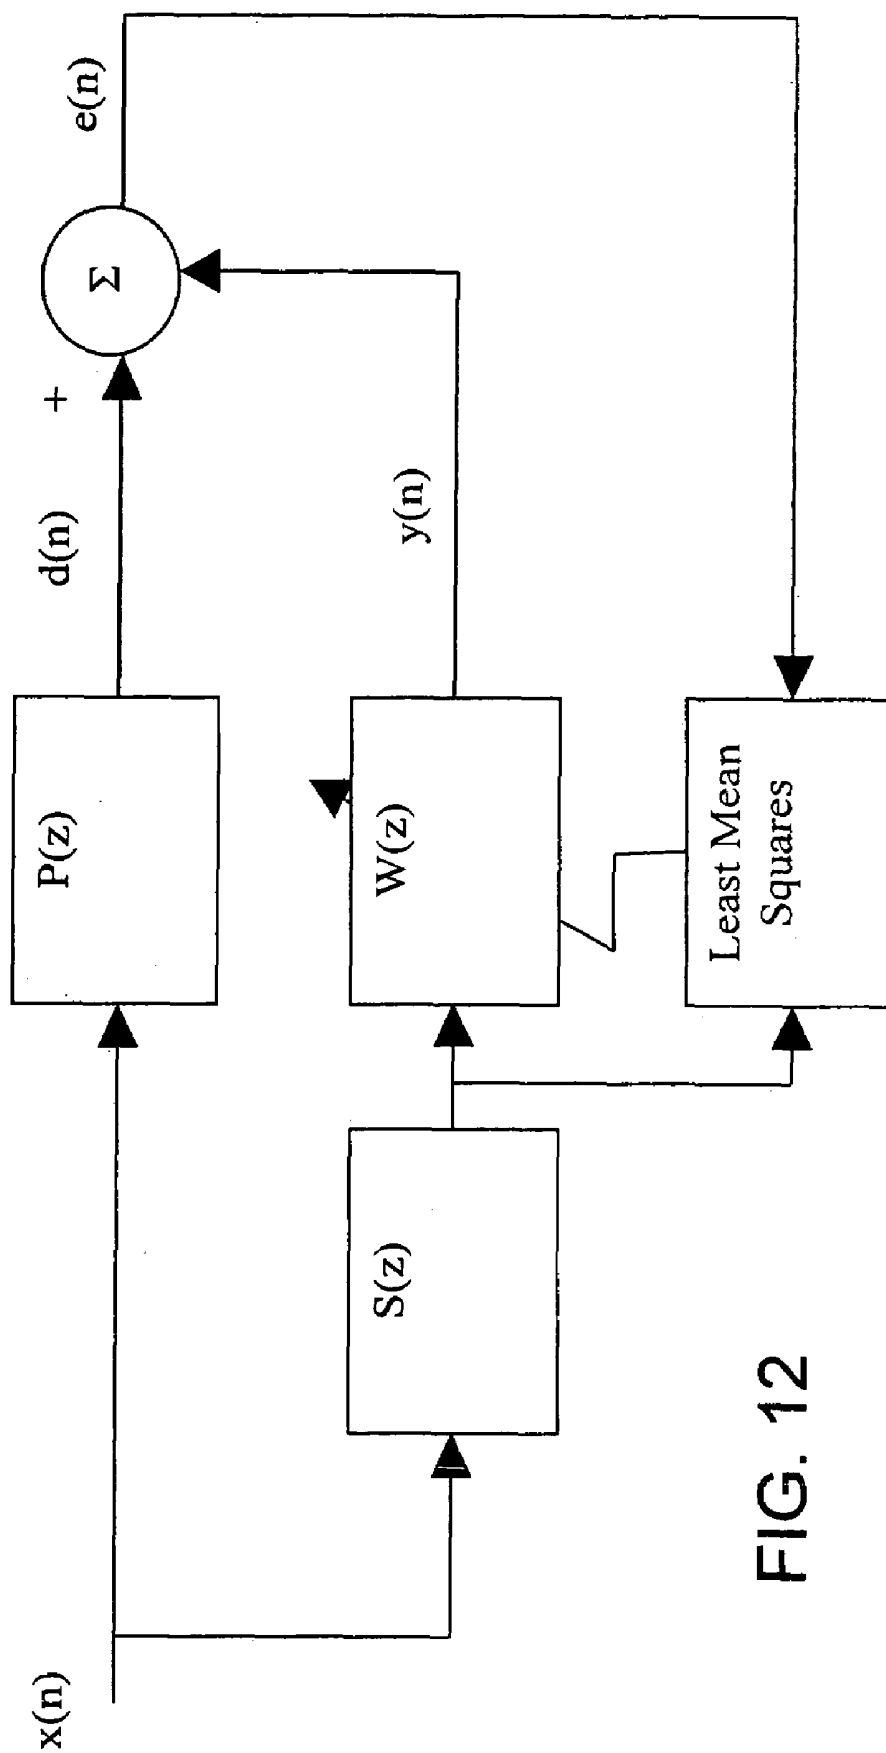 x(n)
P(z)
d(n)
+
Σ
e(n)
S(z)
W(z)
y(n)
Least Mean
Squares
FIG. 12